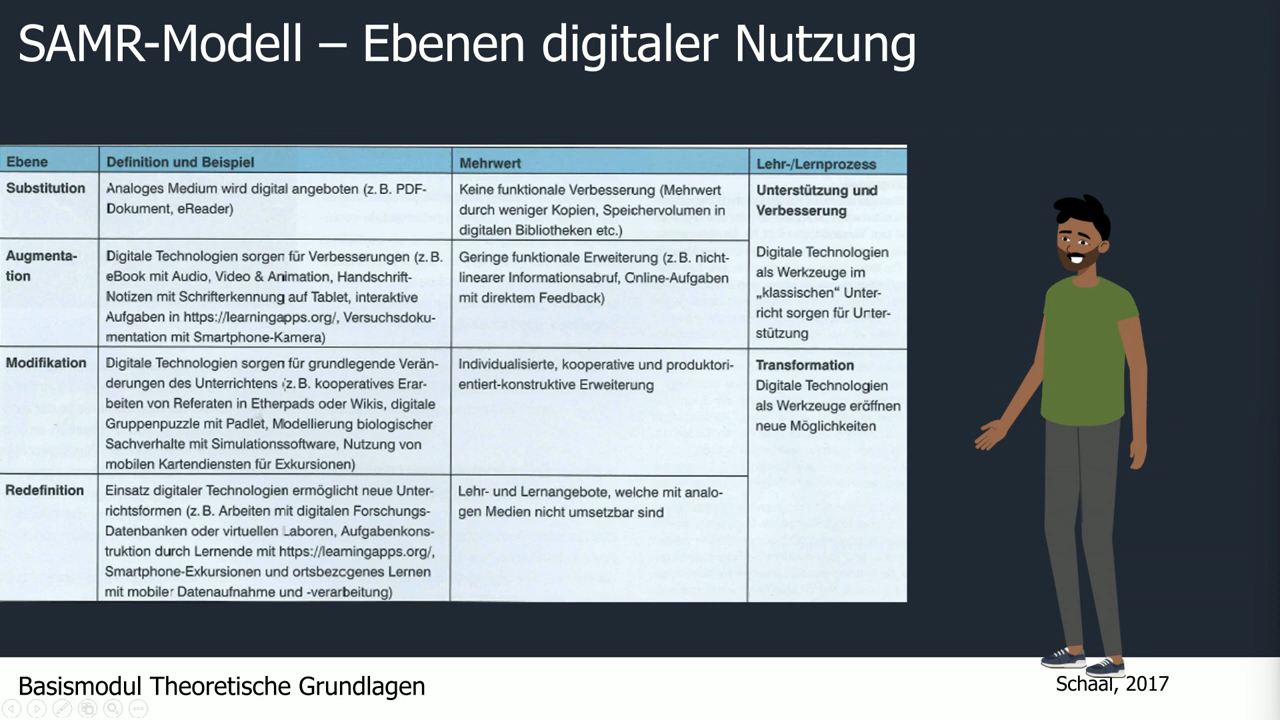 SAMR-Modell – Ebenen digitaler Nutzung
Ebene
Definition und Beispiel
Mehrwert
Lehr-/Lernprozess
Substitution
Analoges Medium wird digital angeboten (z. B. PDF-
Dokument, eReader)
Keine funktionale Verbesserung (Mehrwert
durch weniger Kopien, Speichervolumen in
digitalen Bibliotheken etc.)
Unterstützung und
Verbesserung
Digitale Technologien
als Werkzeuge im
„klassischen“ Unter-
richt sorgen für Unter-
stützung
Augmenta-
tion
Digitale Technologien sorgen für Verbesserungen (z. B.
eBook mit Audio, Video & Animation, Handschrift-
Notizen mit Schrifterkennung auf Tablet, interaktive
Aufgaben in https://learningapps.org/, Versuchsdoku-
mentation mit Smartphone-Kamera)
Geringe funktionale Erweiterung (z. B. nicht-
linearer Informationsabruf, Online-Aufgaben
mit direktem Feedback)
Modifikation
Digitale Technologien sorgen für grundlegende Verän-
derungen des Unterrichtens (z. B. kooperatives Erar-
beiten von Referaten in Etherpads oder Wikis, digitale
Gruppenpuzzle mit Padlet, Modellierung biologischer
Sachverhalte mit Simulationssoftware, Nutzung von
mobilen Kartendiensten für Exkursionen)
Individualisierte, kooperative und produktori-
entiert-konstruktive Erweiterung
Transformation
Digitale Technologien
als Werkzeuge eräffnen
neue Möglichkeiten
Redefinition
Einsatz digitaler Technologien ermöglicht neue Unter-
richtsformen (z. B. Arbeiten mit digitalen Forschungs-
Datenbanken oder virtuellen Laboren, Aufgabenkons-
truktion durch Lernende mit https://learningapps.org/,
Smartphone-Exkursionen und ortsbezogenes Lernen
mit mobiler Datenaufnahme und -verarbeitung)
Lehr- und Lernangebote, welche mit analo-
gen Medien nicht umsetzbar sind
Basismodul Theoretische Grundlagen
Schaal, 2017